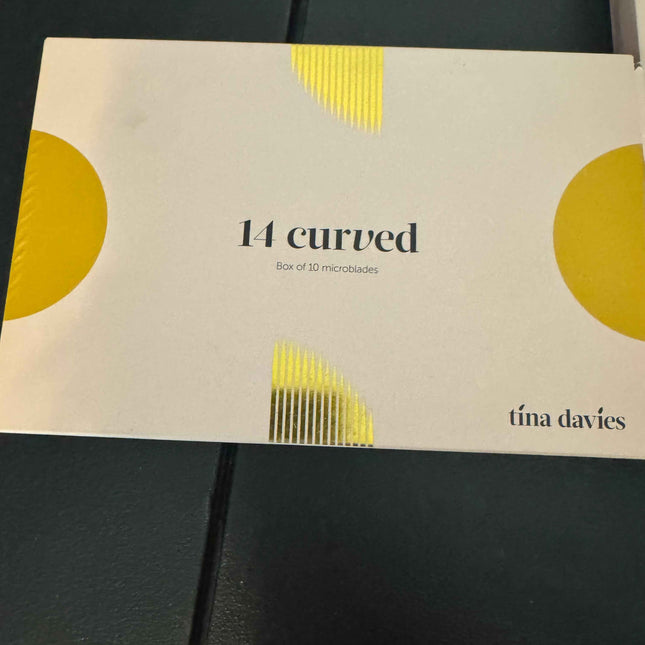 14 curved
Box of 10 microblades
tina davies